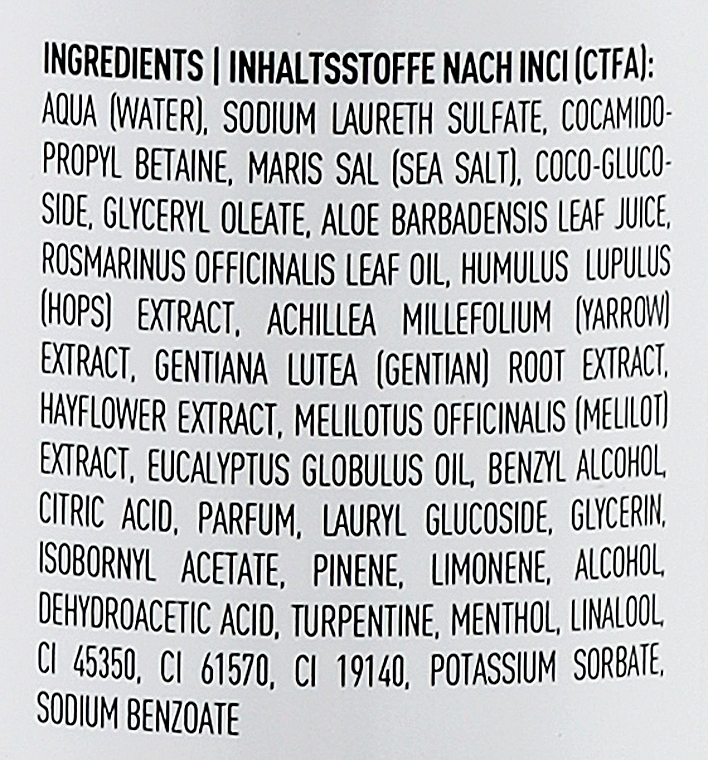 INGREDIENTS | INHALTSSTOFFE NACH INCI (CTFA):
AQUA (WATER), SODIUM LAURETH SULFATE, COCAMIDO-
PROPYL BETAINE, MARIS SAL (SEA SALT), COCO-GLUCO-
SIDE, GLYCERYL OLEATE, ALOE BARBADENSIS LEAF JUICE,
ROSMARINUS OFFICINALIS LEAF OIL, HUMULUS LUPULUS
(HOPS) EXTRACT, ACHILLEA MILLEFOLIUM (YARROW)
EXTRACT, GENTIANA LUTEA (GENTIAN) ROOT EXTRACT,
HAYFLOWER EXTRACT, MELILOTUS OFFICINALIS (MELILOT)
EXTRACT, EUCALYPTUS GLOBULUS OIL, BENZYL ALCOHOL,
CITRIC ACID, PARFUM, LAURYL GLUCOSIDE, GLYCERIN,
ISOBORNYL ACETATE, PINENE, LIMONENE, ALCOHOL,
DEHYDROACETIC ACID, TURPENTINE, MENTHOL, LINALOOL,
CI 45350, CI 61570, CI 19140, POTASSIUM SORBATE,
SODIUM BENZOATE